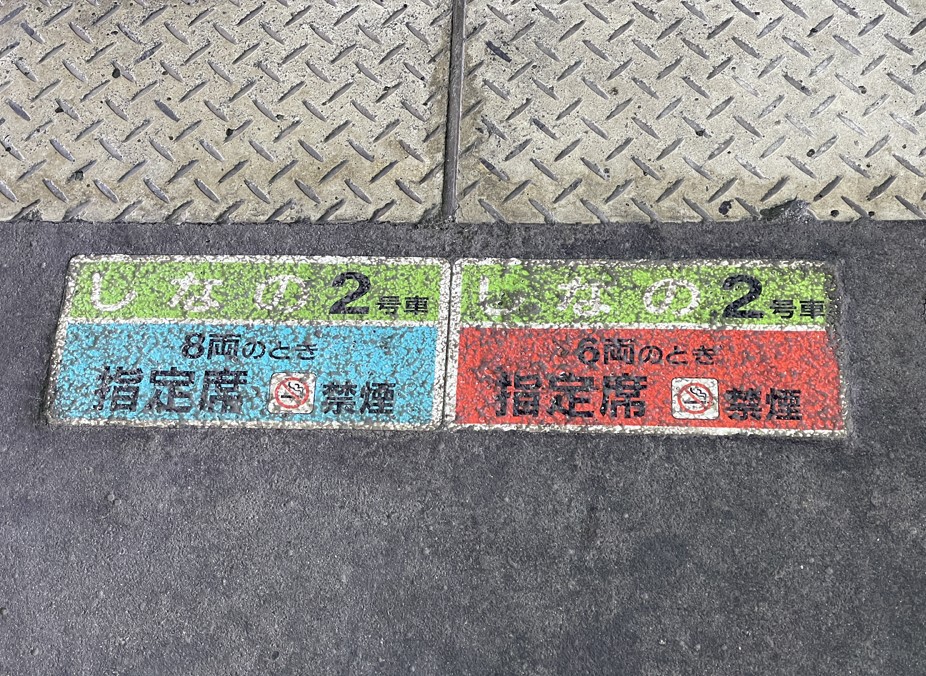 しなの2号車
8両のとき
指定席 禁煙
しなの2号車
6両のとき
指定席 禁煙